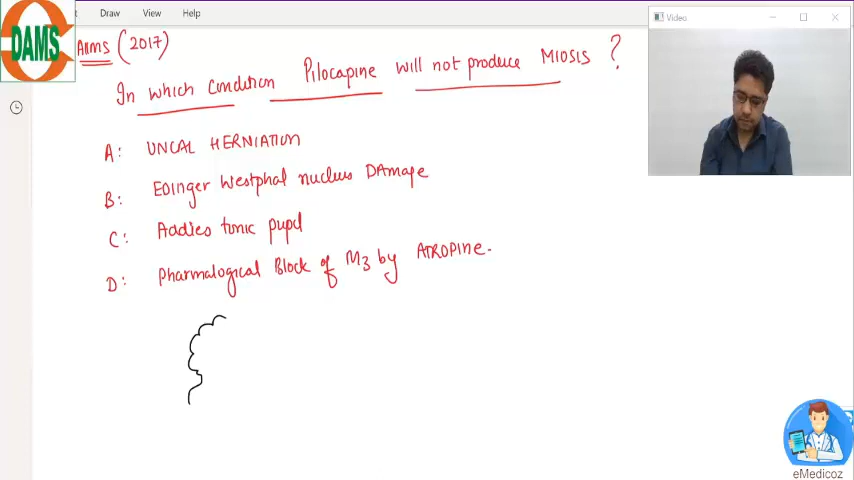 DAMS
Draw View Help
Video
AIIMS (2017)
In which condition Pilocapine will not produce MIOSIS ?
A: UNCAL HERNIATION
B: Edinger Westphal nucleus DAmage
C: Addies tonic pupil
D: Pharmalogical Block of M3 by ATROPINE.
eMedicoz